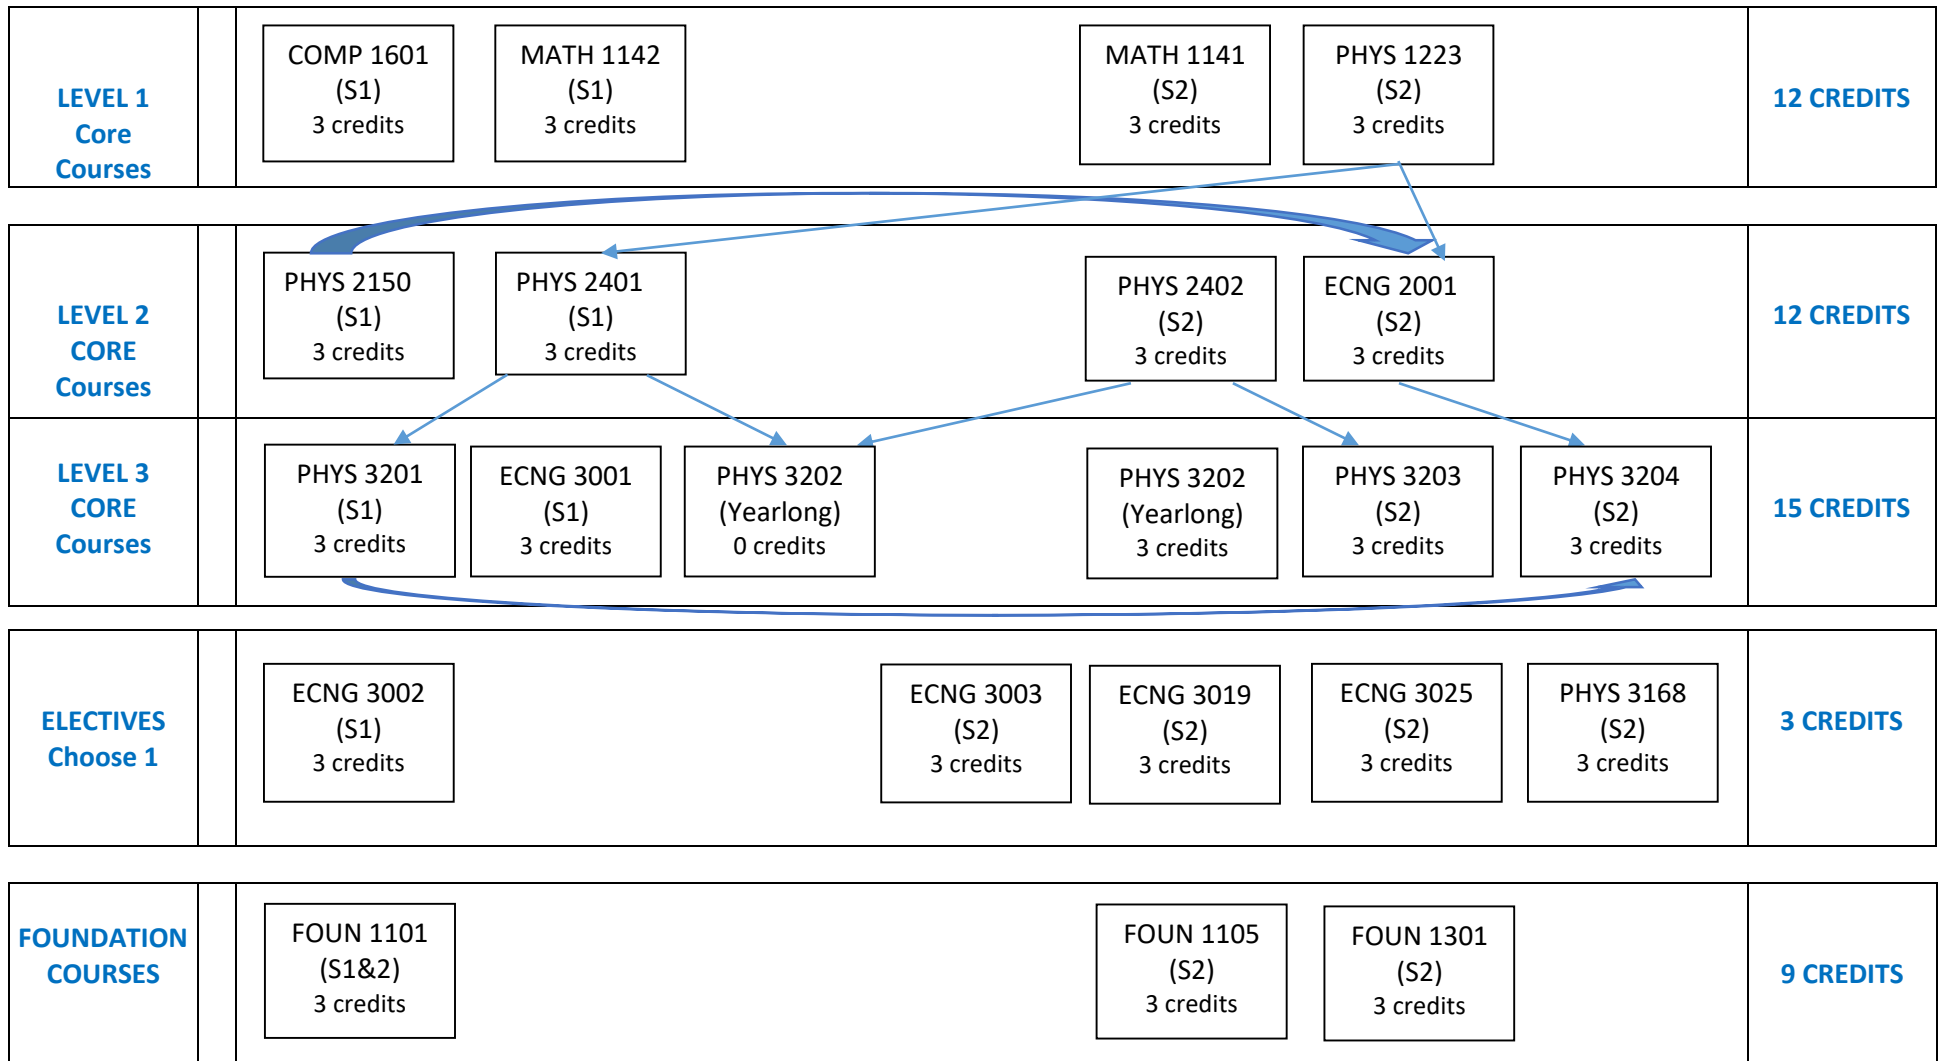 LEVEL 1
Core
Courses
COMP 1601
(S1)
3 credits
MATH 1142
(S1)
3 credits
MATH 1141
(S2)
3 credits
PHYS 1223
(S2)
3 credits
12 CREDITS
LEVEL 2
CORE
Courses
PHYS 2150
(S1)
3 credits
PHYS 2401
(S1)
3 credits
PHYS 2402
(S2)
3 credits
ECNG 2001
(S2)
3 credits
12 CREDITS
LEVEL 3
CORE
Courses
PHYS 3201
(S1)
3 credits
ECNG 3001
(S1)
3 credits
PHYS 3202
(Yearlong)
0 credits
PHYS 3202
(Yearlong)
3 credits
PHYS 3203
(S2)
3 credits
PHYS 3204
(S2)
3 credits
15 CREDITS
ELECTIVES
Choose 1
ECNG 3002
(S1)
3 credits
ECNG 3003
(S2)
3 credits
ECNG 3019
(S2)
3 credits
ECNG 3025
(S2)
3 credits
PHYS 3168
(S2)
3 credits
3 CREDITS
FOUNDATION
COURSES
FOUN 1101
(S1&2)
3 credits
FOUN 1105
(S2)
3 credits
FOUN 1301
(S2)
3 credits
9 CREDITS